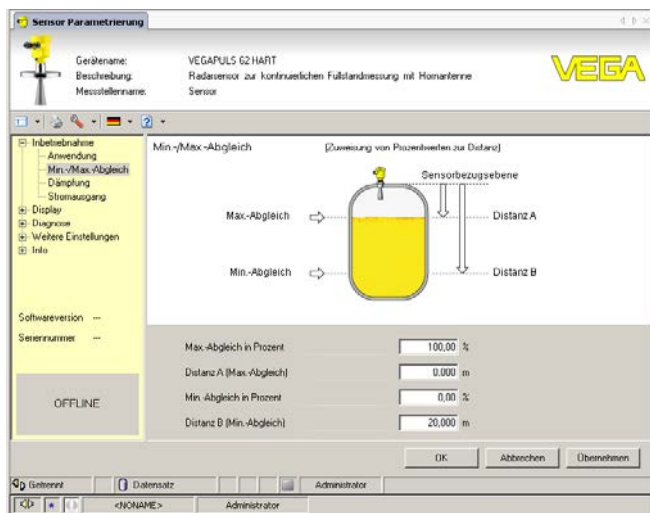 Sensor Parametrierung
Gerätename: VEGAPULS 62 HART
Beschreibung: Radarsensor zur kontinuierlichen Füllstandmessung mit Hornantenne
Messstellenname: Sensor
VEGA
Inbetriebnahme
Anwendung
Min.-/Max.-Abgleich
Dämpfung
Stromausgang
Display
Diagnose
Weitere Einstellungen
Info
Softwareversion ---
Seriennummer ---
OFFLINE
Min.-/Max.-Abgleich (Zuweisung von Prozentwerten zur Distanz)
Sensorbezugsebene
Max.-Abgleich
Distanz A
Min.-Abgleich
Distanz B
Max.-Abgleich in Prozent 100,00 %
Distanz A (Max.-Abgleich) 0.000 m
Min.-Abgleich in Prozent 0,00 %
Distanz B (Min.-Abgleich) 20,000 m
OK Abbrechen Übernehmen
Getrennt Datensatz Administrator
<NONAME> Administrator